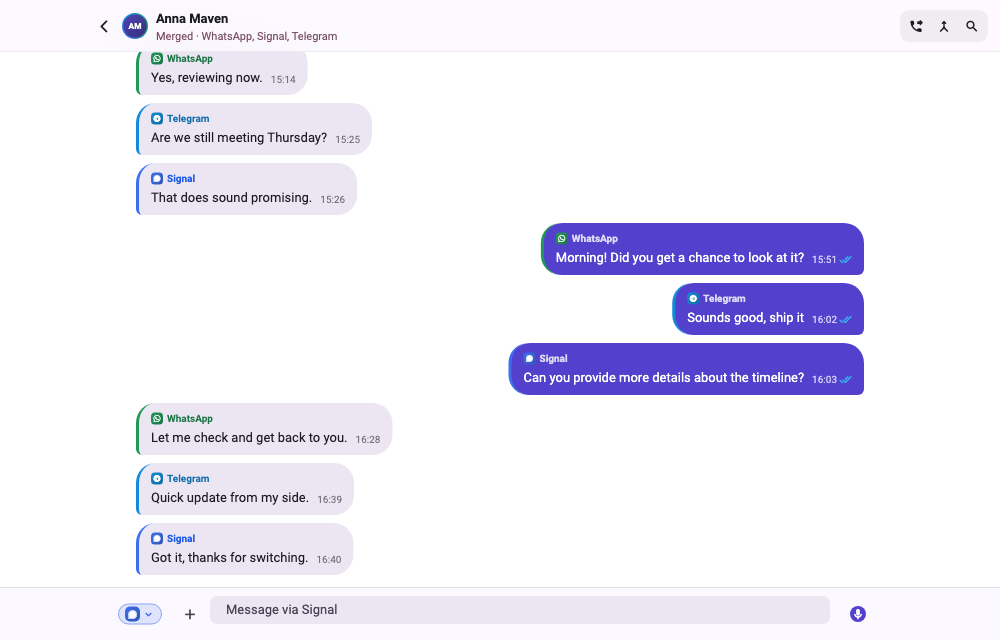 AM
Anna Maven
Merged · WhatsApp, Signal, Telegram
WhatsApp
Yes, reviewing now. 15:14
Telegram
Are we still meeting Thursday? 15:25
Signal
That does sound promising. 15:26
WhatsApp
Morning! Did you get a chance to look at it? 15:51
Telegram
Sounds good, ship it 16:02
Signal
Can you provide more details about the timeline? 16:03
WhatsApp
Let me check and get back to you. 16:28
Telegram
Quick update from my side. 16:39
Signal
Got it, thanks for switching. 16:40
Message via Signal